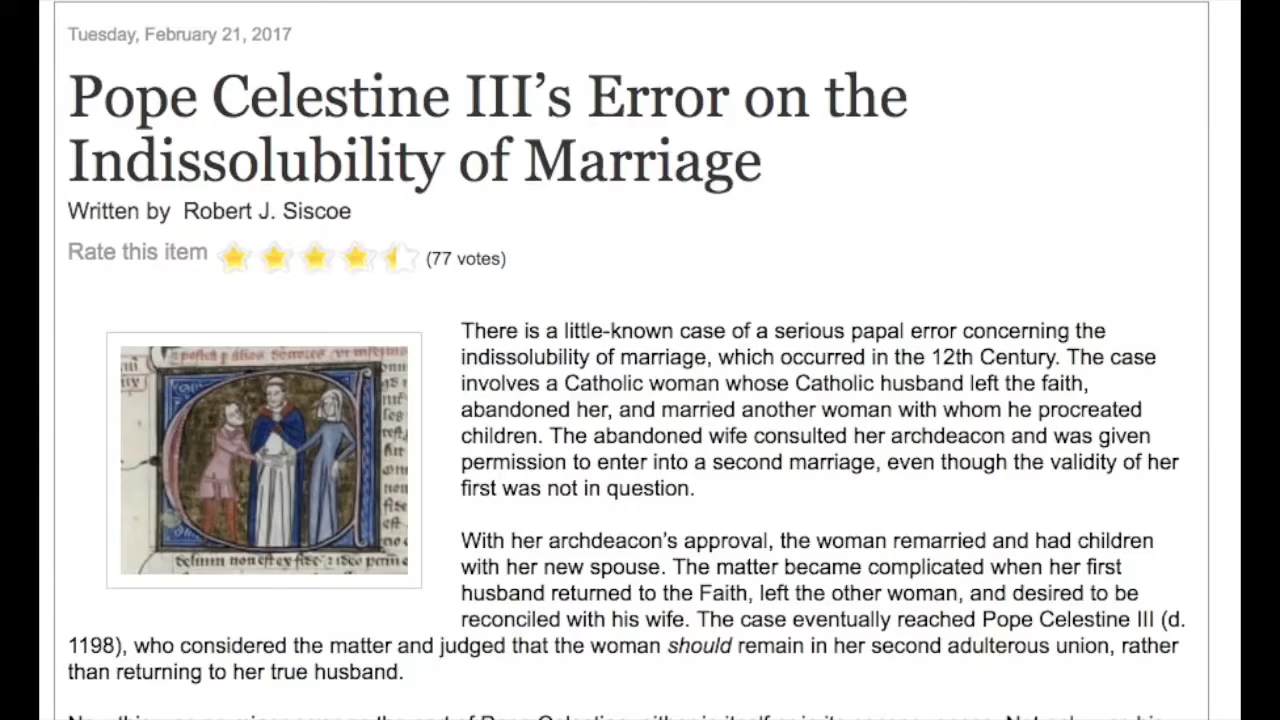 Tuesday, February 21, 2017
Pope Celestine III's Error on the
Indissolubility of Marriage
Written by Robert J. Siscoe
Rate this item (77 votes)
There is a little-known case of a serious papal error concerning the
indissolubility of marriage, which occurred in the 12th Century. The case
involves a Catholic woman whose Catholic husband left the faith,
abandoned her, and married another woman with whom he procreated
children. The abandoned wife consulted her archdeacon and was given
permission to enter into a second marriage, even though the validity of her
first was not in question.
With her archdeacon's approval, the woman remarried and had children
with her new spouse. The matter became complicated when her first
husband returned to the Faith, left the other woman, and desired to be
reconciled with his wife. The case eventually reached Pope Celestine III (d.
1198), who considered the matter and judged that the woman should remain in her second adulterous union, rather
than returning to her true husband.